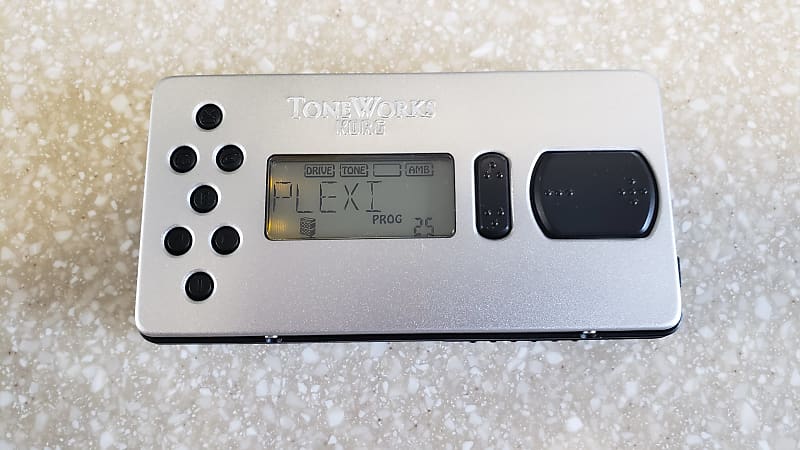 TONEWORKS
KORG
DRIVE TONE AMB
PLEXI
PROG 25